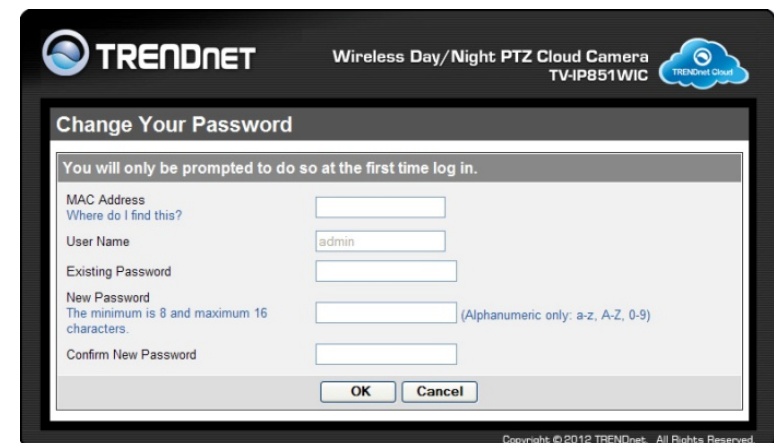 TRENDnet
Wireless Day/Night PTZ Cloud Camera
TV-IP851WIC
TRENDnet Cloud
Change Your Password
You will only be prompted to do so at the first time log in.
MAC Address
Where do I find this?
User Name
admin
Existing Password
New Password
The minimum is 8 and maximum 16
characters.
(Alphanumeric only: a-z, A-Z, 0-9)
Confirm New Password
OK Cancel
Copyright © 2012 TRENDnet. All Rights Reserved.